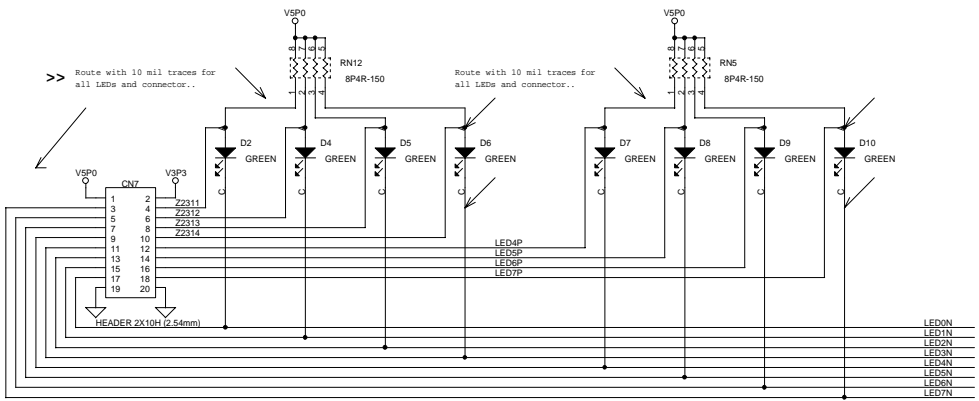 V5P0
V5P0
8 7 6 5
8 7 6 5
RN12
RN5
>> Route with 10 mil traces for
all LEDs and connector..
Route with 10 mil traces for
all LEDs and connector..
8P4R-150
8P4R-150
1 2 3 4
1 2 3 4
D2
D4
D5
D6
D7
D8
D9
D10
GREEN
GREEN
GREEN
GREEN
GREEN
GREEN
GREEN
GREEN
C
C
C
C
C
C
C
C
V5P0
V3P3
CN7
1 2
3 4 Z2311
5 6 Z2312
7 8 Z2313
9 10 Z2314
11 12 LED4P
13 14 LED5P
15 16 LED6P
17 18 LED7P
19 20
HEADER 2X10H (2.54mm)
LED0N
LED1N
LED2N
LED3N
LED4N
LED5N
LED6N
LED7N